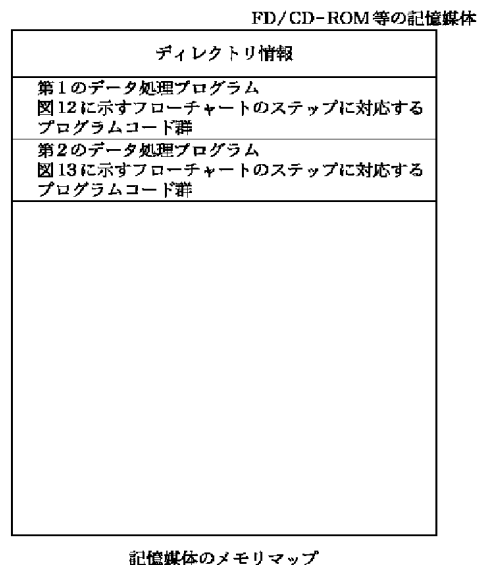 FD/CD-ROM等の記憶媒体
ディレクトリ情報
第1のデータ処理プログラム
図12に示すフローチャートのステップに対応する
プログラムコード群
第2のデータ処理プログラム
図13に示すフローチャートのステップに対応する
プログラムコード群
記憶媒体のメモリマップ